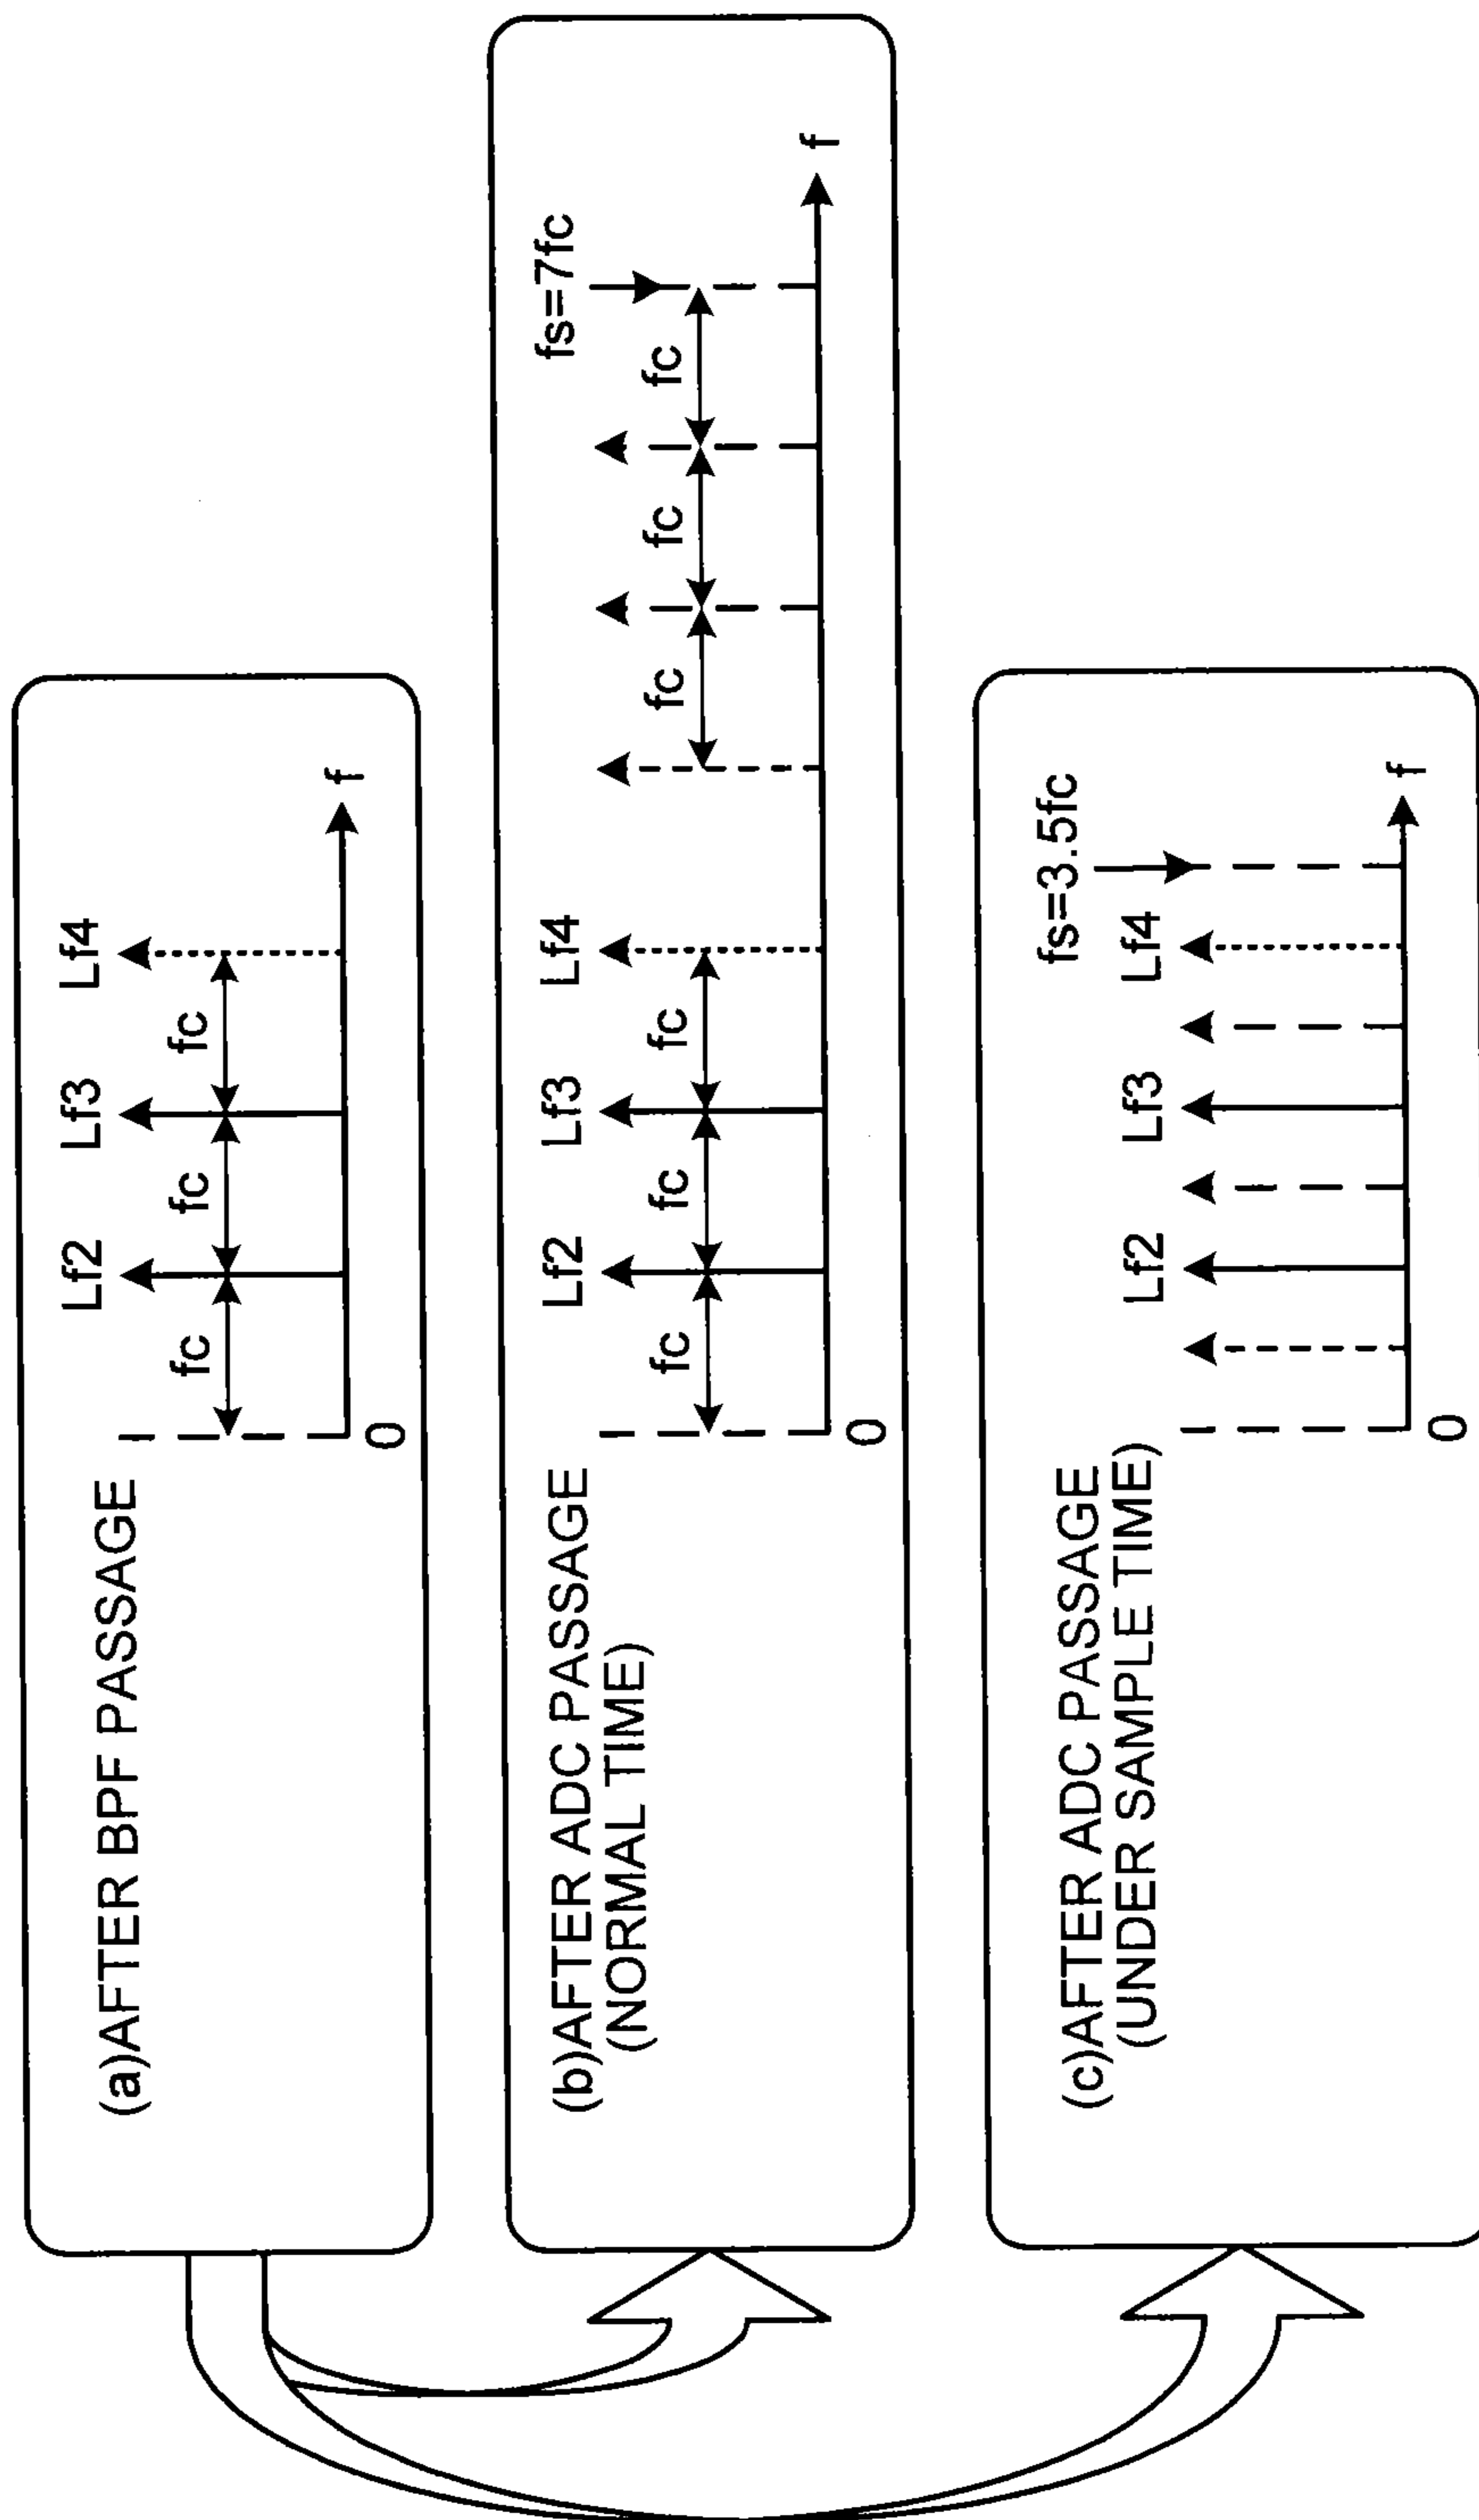 (a)AFTER BPF PASSAGE
Lf2
Lf3
Lf4
fc
fc
fc
0
f
(b)AFTER ADC PASSAGE
(NORMAL TIME)
Lf2
Lf3
Lf4
fs=7fc
fc
fc
fc
fc
fc
fc
0
f
(c)AFTER ADC PASSAGE
(UNDER SAMPLE TIME)
fs=3.5fc
Lf2
Lf3
Lf4
0
f